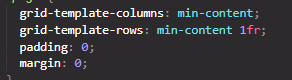 grid-template-columns: min-content;
grid-template-rows: min-content 1fr;
padding: 0;
margin: 0;